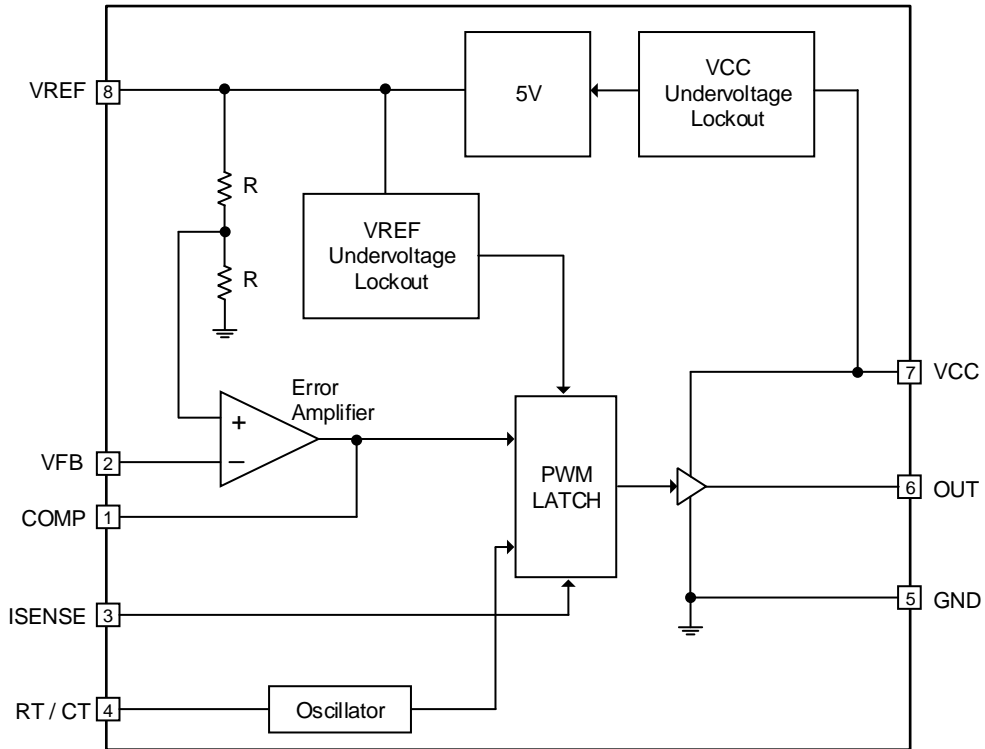 VREF 8
5V
VCC
Undervoltage
Lockout
R
VREF
Undervoltage
Lockout
R
Error
Amplifier
+
−
VFB 2
COMP 1
PWM
LATCH
7 VCC
6 OUT
5 GND
ISENSE 3
RT / CT 4
Oscillator